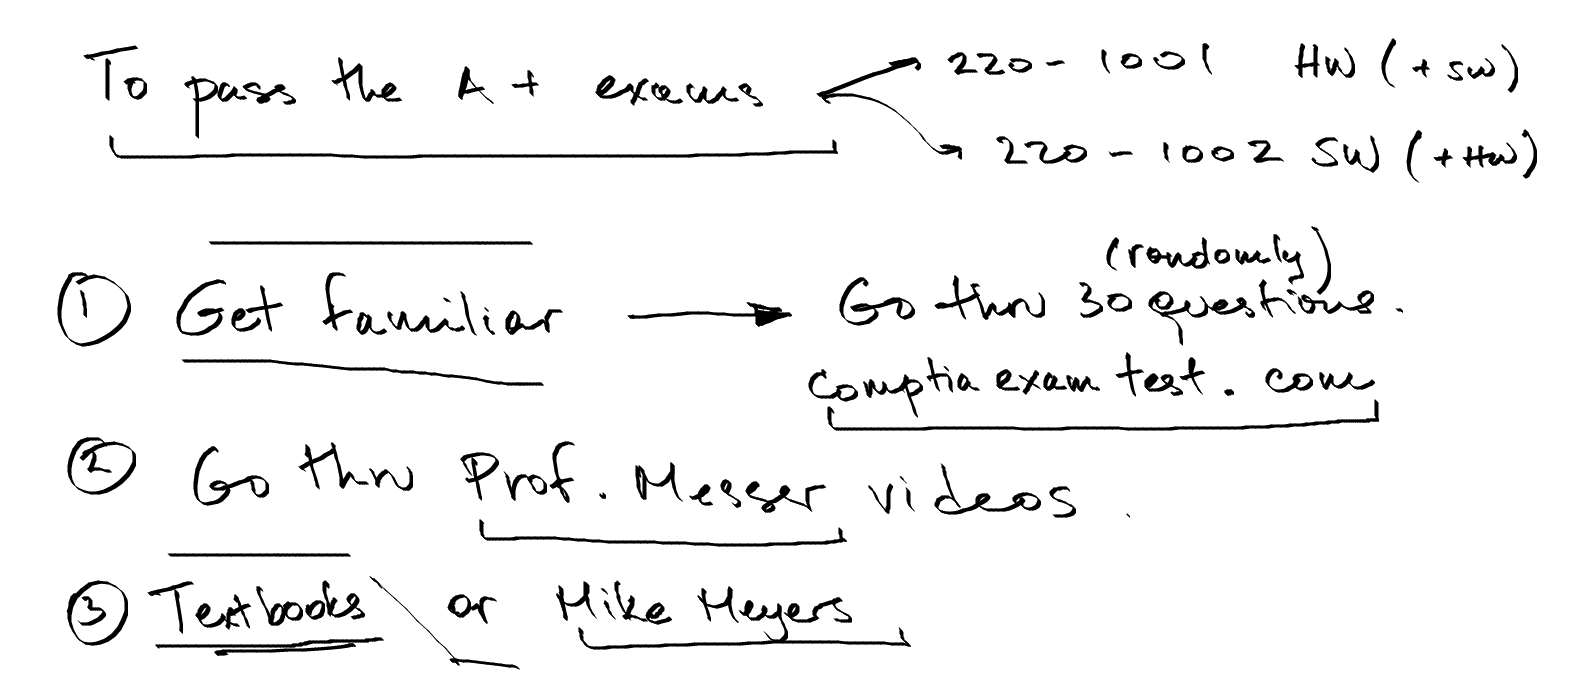 To pass the A+ exams 220-1001 HW (+SW)
220-1002 SW (+HW)
(randomly)
① Get familiar Go thru 30 questions.
comptia exam test. com
② Go thru Prof. Messer videos.
③ Textbooks or Mike Meyers